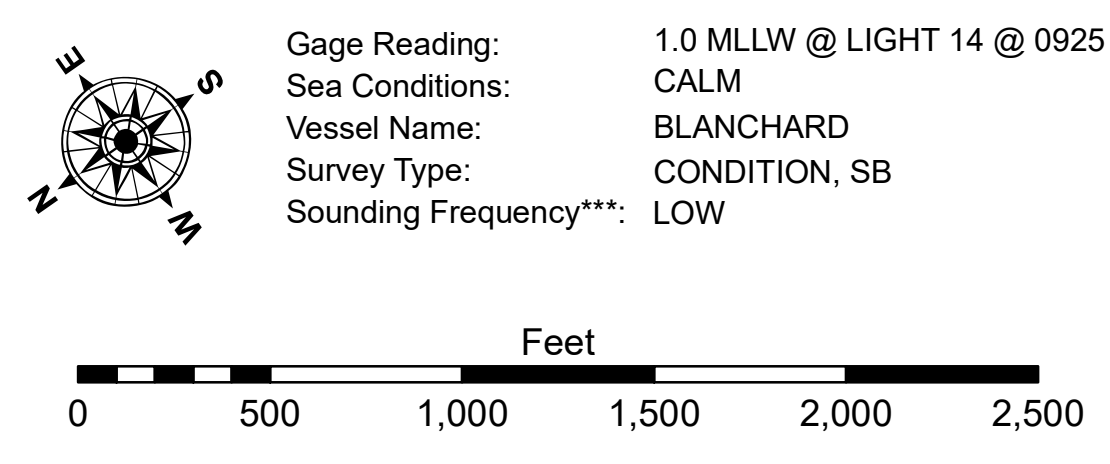 E
S
N
W
Gage Reading: 1.0 MLLW @ LIGHT 14 @ 0925
Sea Conditions: CALM
Vessel Name: BLANCHARD
Survey Type: CONDITION, SB
Sounding Frequency***: LOW
Feet
0 500 1,000 1,500 2,000 2,500